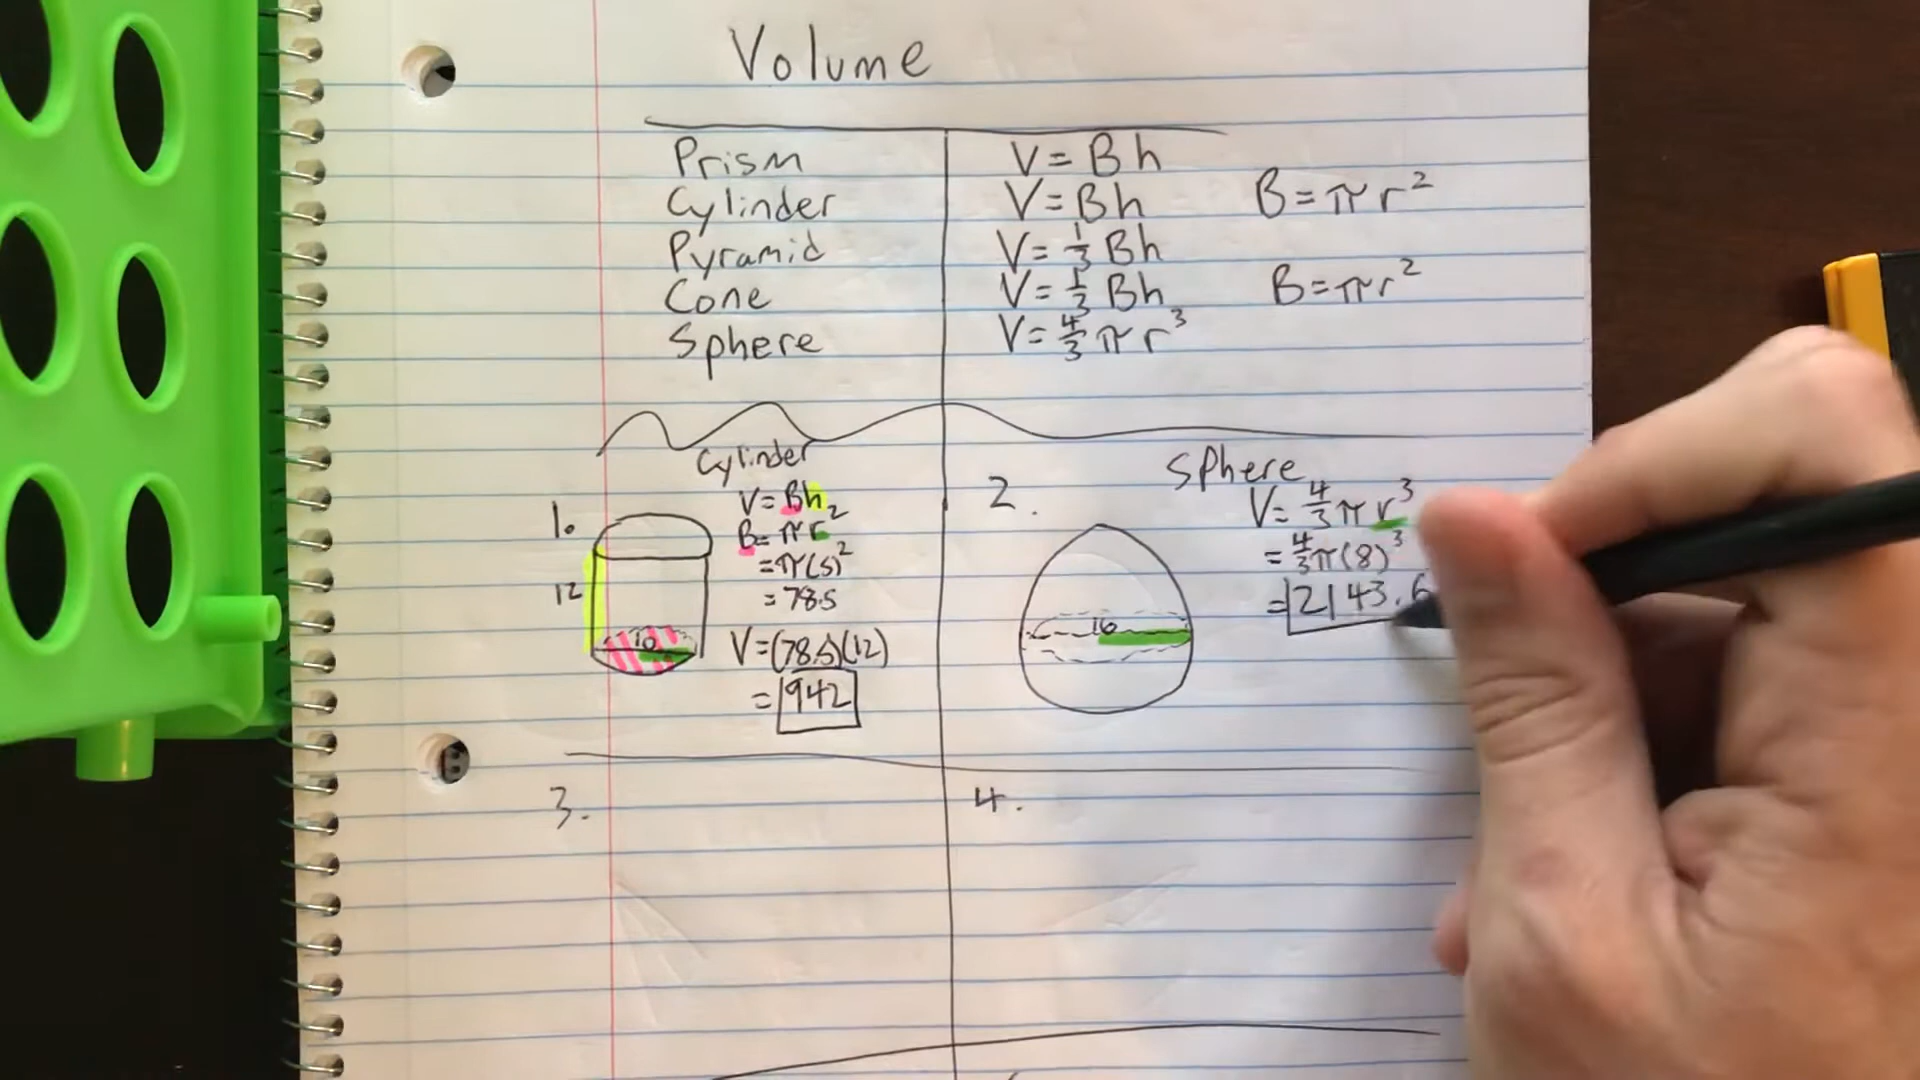 Volume
Prism V = Bh
Cylinder V = Bh B = πr²
Pyramid V = 1/3 Bh
Cone V = 1/3 Bh B = πr²
Sphere V = 4/3 πr³
Cylinder
1.
V = Bh
B = πr²
= π(5)²
= 78.5
12
10
V = (78.5)(12)
= 942
Sphere
2.
V = 4/3 πr³
= 4/3 π(8)³
= 2143.6
16
3.
4.